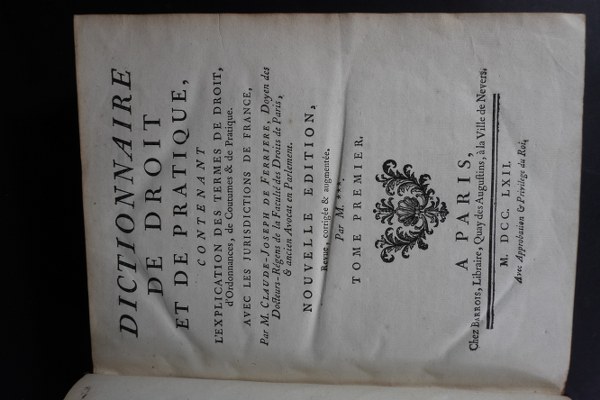 DICTIONNAIRE
DE DROIT
ET DE PRATIQUE,
CONTENANT
L'EXPLICATION DES TERMES DE DROIT,
d'Ordonnances, de Coutumes & de Pratique.
AVEC LES JURISDICTIONS DE FRANCE,
Par M. CLAUDE-JOSEPH DE FERRIERE, Doyen des
Docteurs-Régens de la Faculté des Droits de Paris,
& ancien Avocat en Parlement.
NOUVELLE EDITION,
Revue, corrigée & augmentée.
Par M. ***.
TOME PREMIER.
A PARIS,
Chez BARROIS, Libraire, Quay des Augustins, à la Ville de Nevers.
M. DCC. LXII.
Avec Approbation & Privilege du Roi.